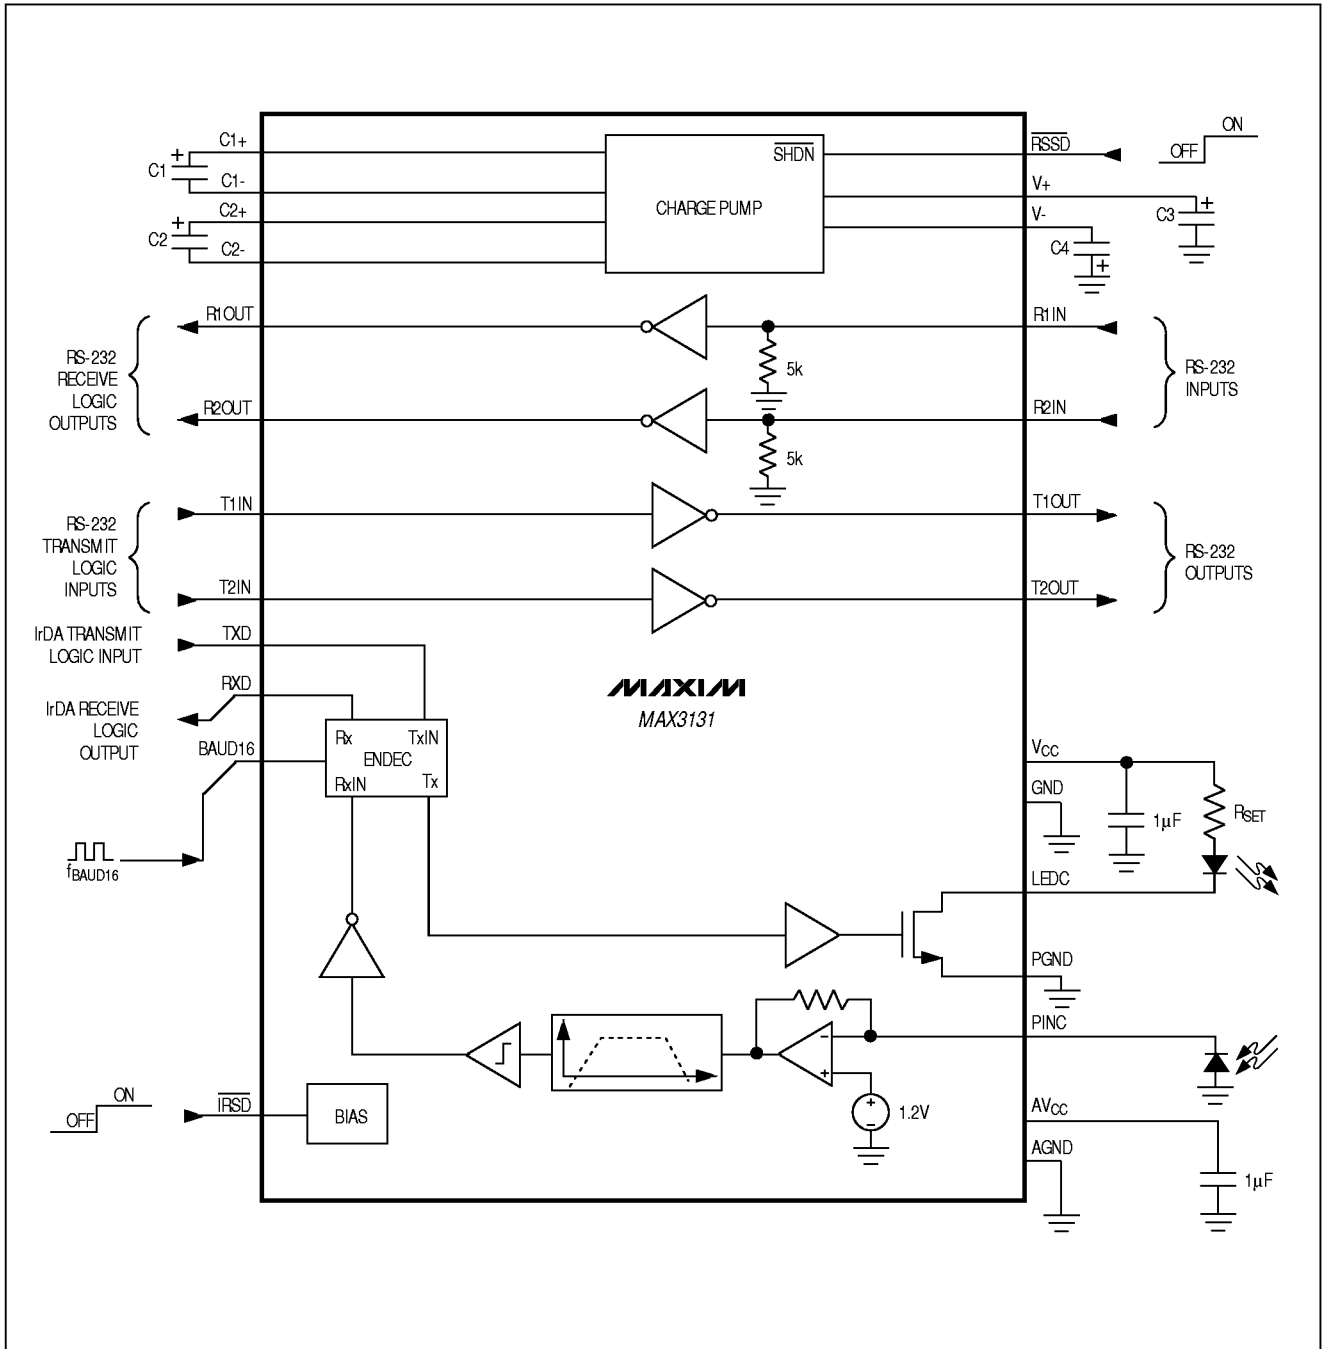 C1+
C1
C1-
C2+
C2
C2-
SHDN
CHARGE PUMP
RSSD
OFF
ON
V+
C3
V-
C4
+
+
+
+
R1OUT
R1IN
5k
RS-232
RECEIVE
LOGIC
OUTPUTS
R2OUT
R2IN
5k
RS-232
INPUTS
T1IN
T1OUT
RS-232
TRANSMIT
LOGIC
INPUTS
T2IN
T2OUT
RS-232
OUTPUTS
IrDA TRANSMIT
LOGIC INPUT
TXD
RXD
IrDA RECEIVE
LOGIC
OUTPUT
BAUD16
Rx
TxIN
ENDEC
RxIN
Tx
fBAUD16
MAXIM
MAX3131
VCC
GND
1µF
RSET
LEDC
PGND
PINC
−
+
+
−
1.2V
AVCC
AGND
1µF
OFF
ON
IRSD
BIAS